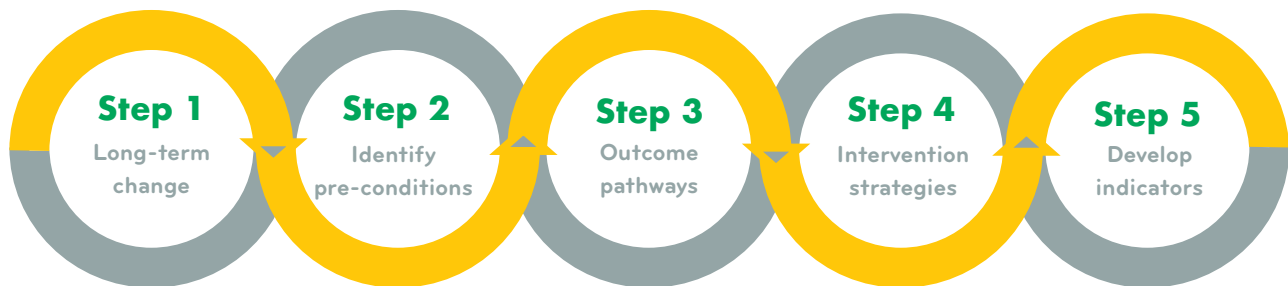 Step 1
Long-term
change
Step 2
Identify
pre-conditions
Step 3
Outcome
pathways
Step 4
Intervention
strategies
Step 5
Develop
indicators